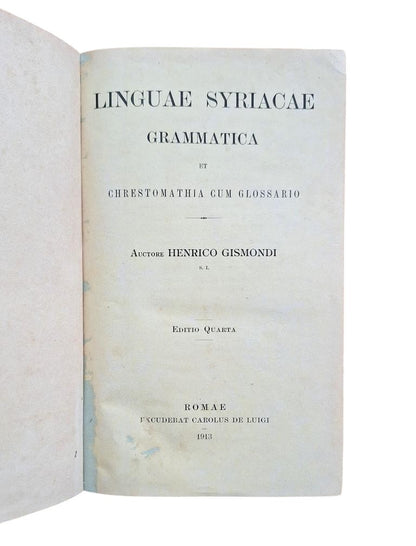 LINGUAE SYRIACAE
GRAMMATICA
ET
CHRESTOMATHIA CUM GLOSSARIO
AUCTORE HENRICO GISMONDI
S. I.
EDITIO QUARTA
ROMAE
EXCUDEBAT CAROLUS DE LUIGI
1913